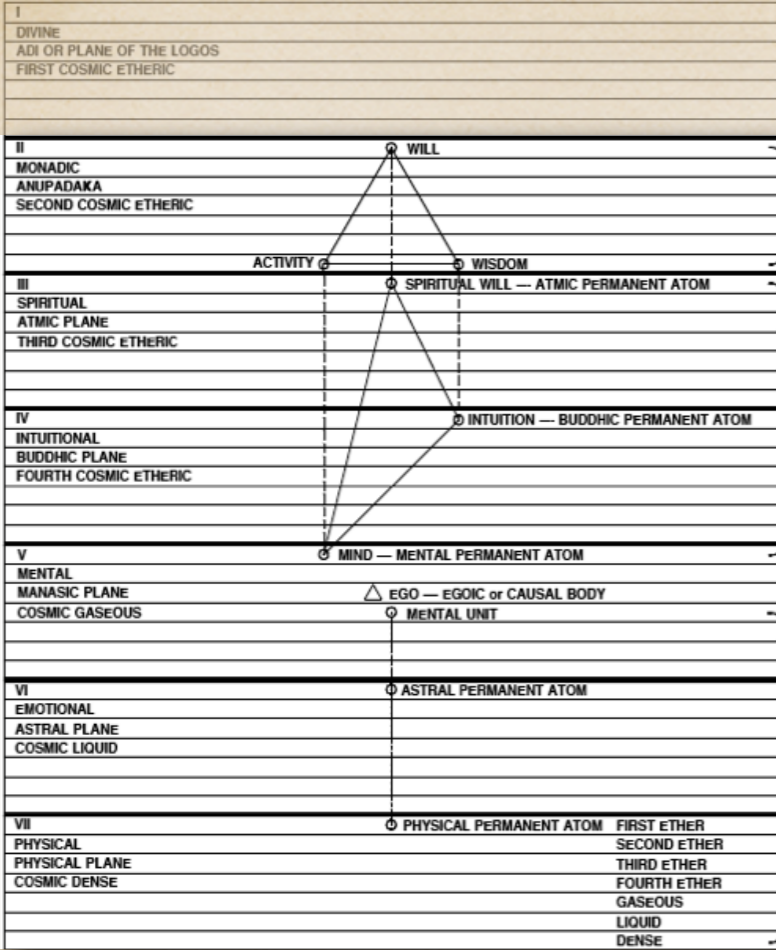 I
DIVINE
ADI OR PLANE OF THE LOGOS
FIRST COSMIC ETHERIC
II
WILL
MONADIC
ANUPADAKA
SECOND COSMIC ETHERIC
ACTIVITY WISDOM
III SPIRITUAL WILL — ATMIC PERMANENT ATOM
SPIRITUAL
ATMIC PLANE
THIRD COSMIC ETHERIC
IV INTUITION — BUDDHIC PERMANENT ATOM
INTUITIONAL
BUDDHIC PLANE
FOURTH COSMIC ETHERIC
V MIND — MENTAL PERMANENT ATOM
MENTAL
MANASIC PLANE EGO — EGOIC or CAUSAL BODY
COSMIC GASEOUS MENTAL UNIT
VI ASTRAL PERMANENT ATOM
EMOTIONAL
ASTRAL PLANE
COSMIC LIQUID
VII PHYSICAL PERMANENT ATOM FIRST ETHER
PHYSICAL SECOND ETHER
PHYSICAL PLANE THIRD ETHER
COSMIC DENSE FOURTH ETHER
GASEOUS
LIQUID
DENSE